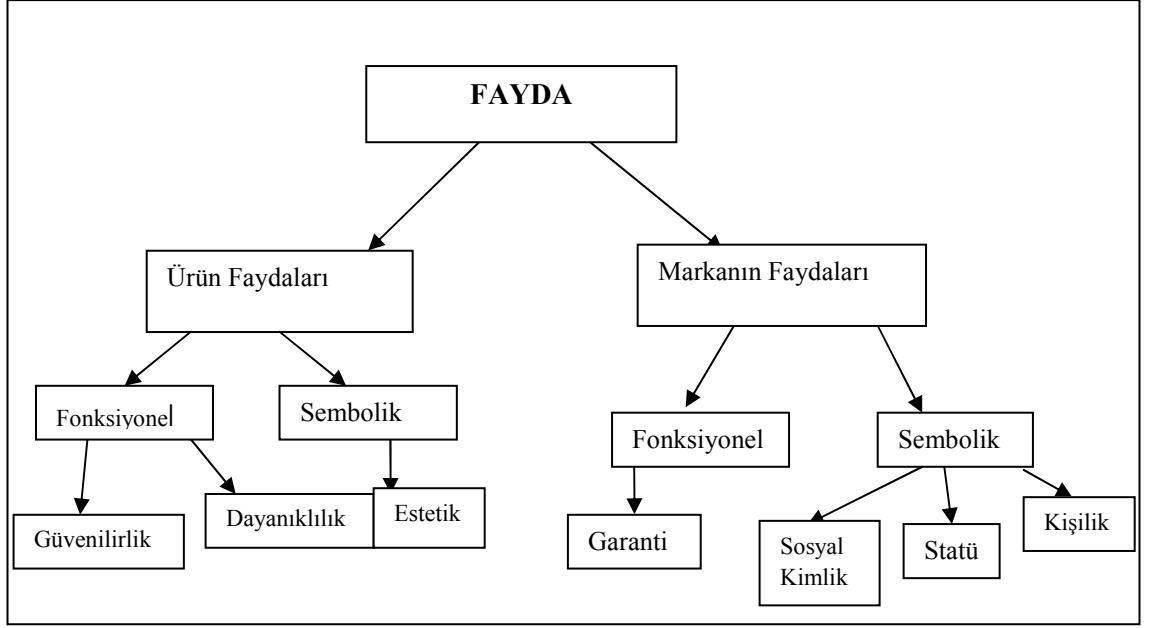 FAYDA
Ürün Faydaları
Markanın Faydaları
Fonksiyonel
Sembolik
Fonksiyonel
Sembolik
Güvenilirlik
Dayanıklılık
Estetik
Garanti
Sosyal
Kimlik
Statü
Kişilik